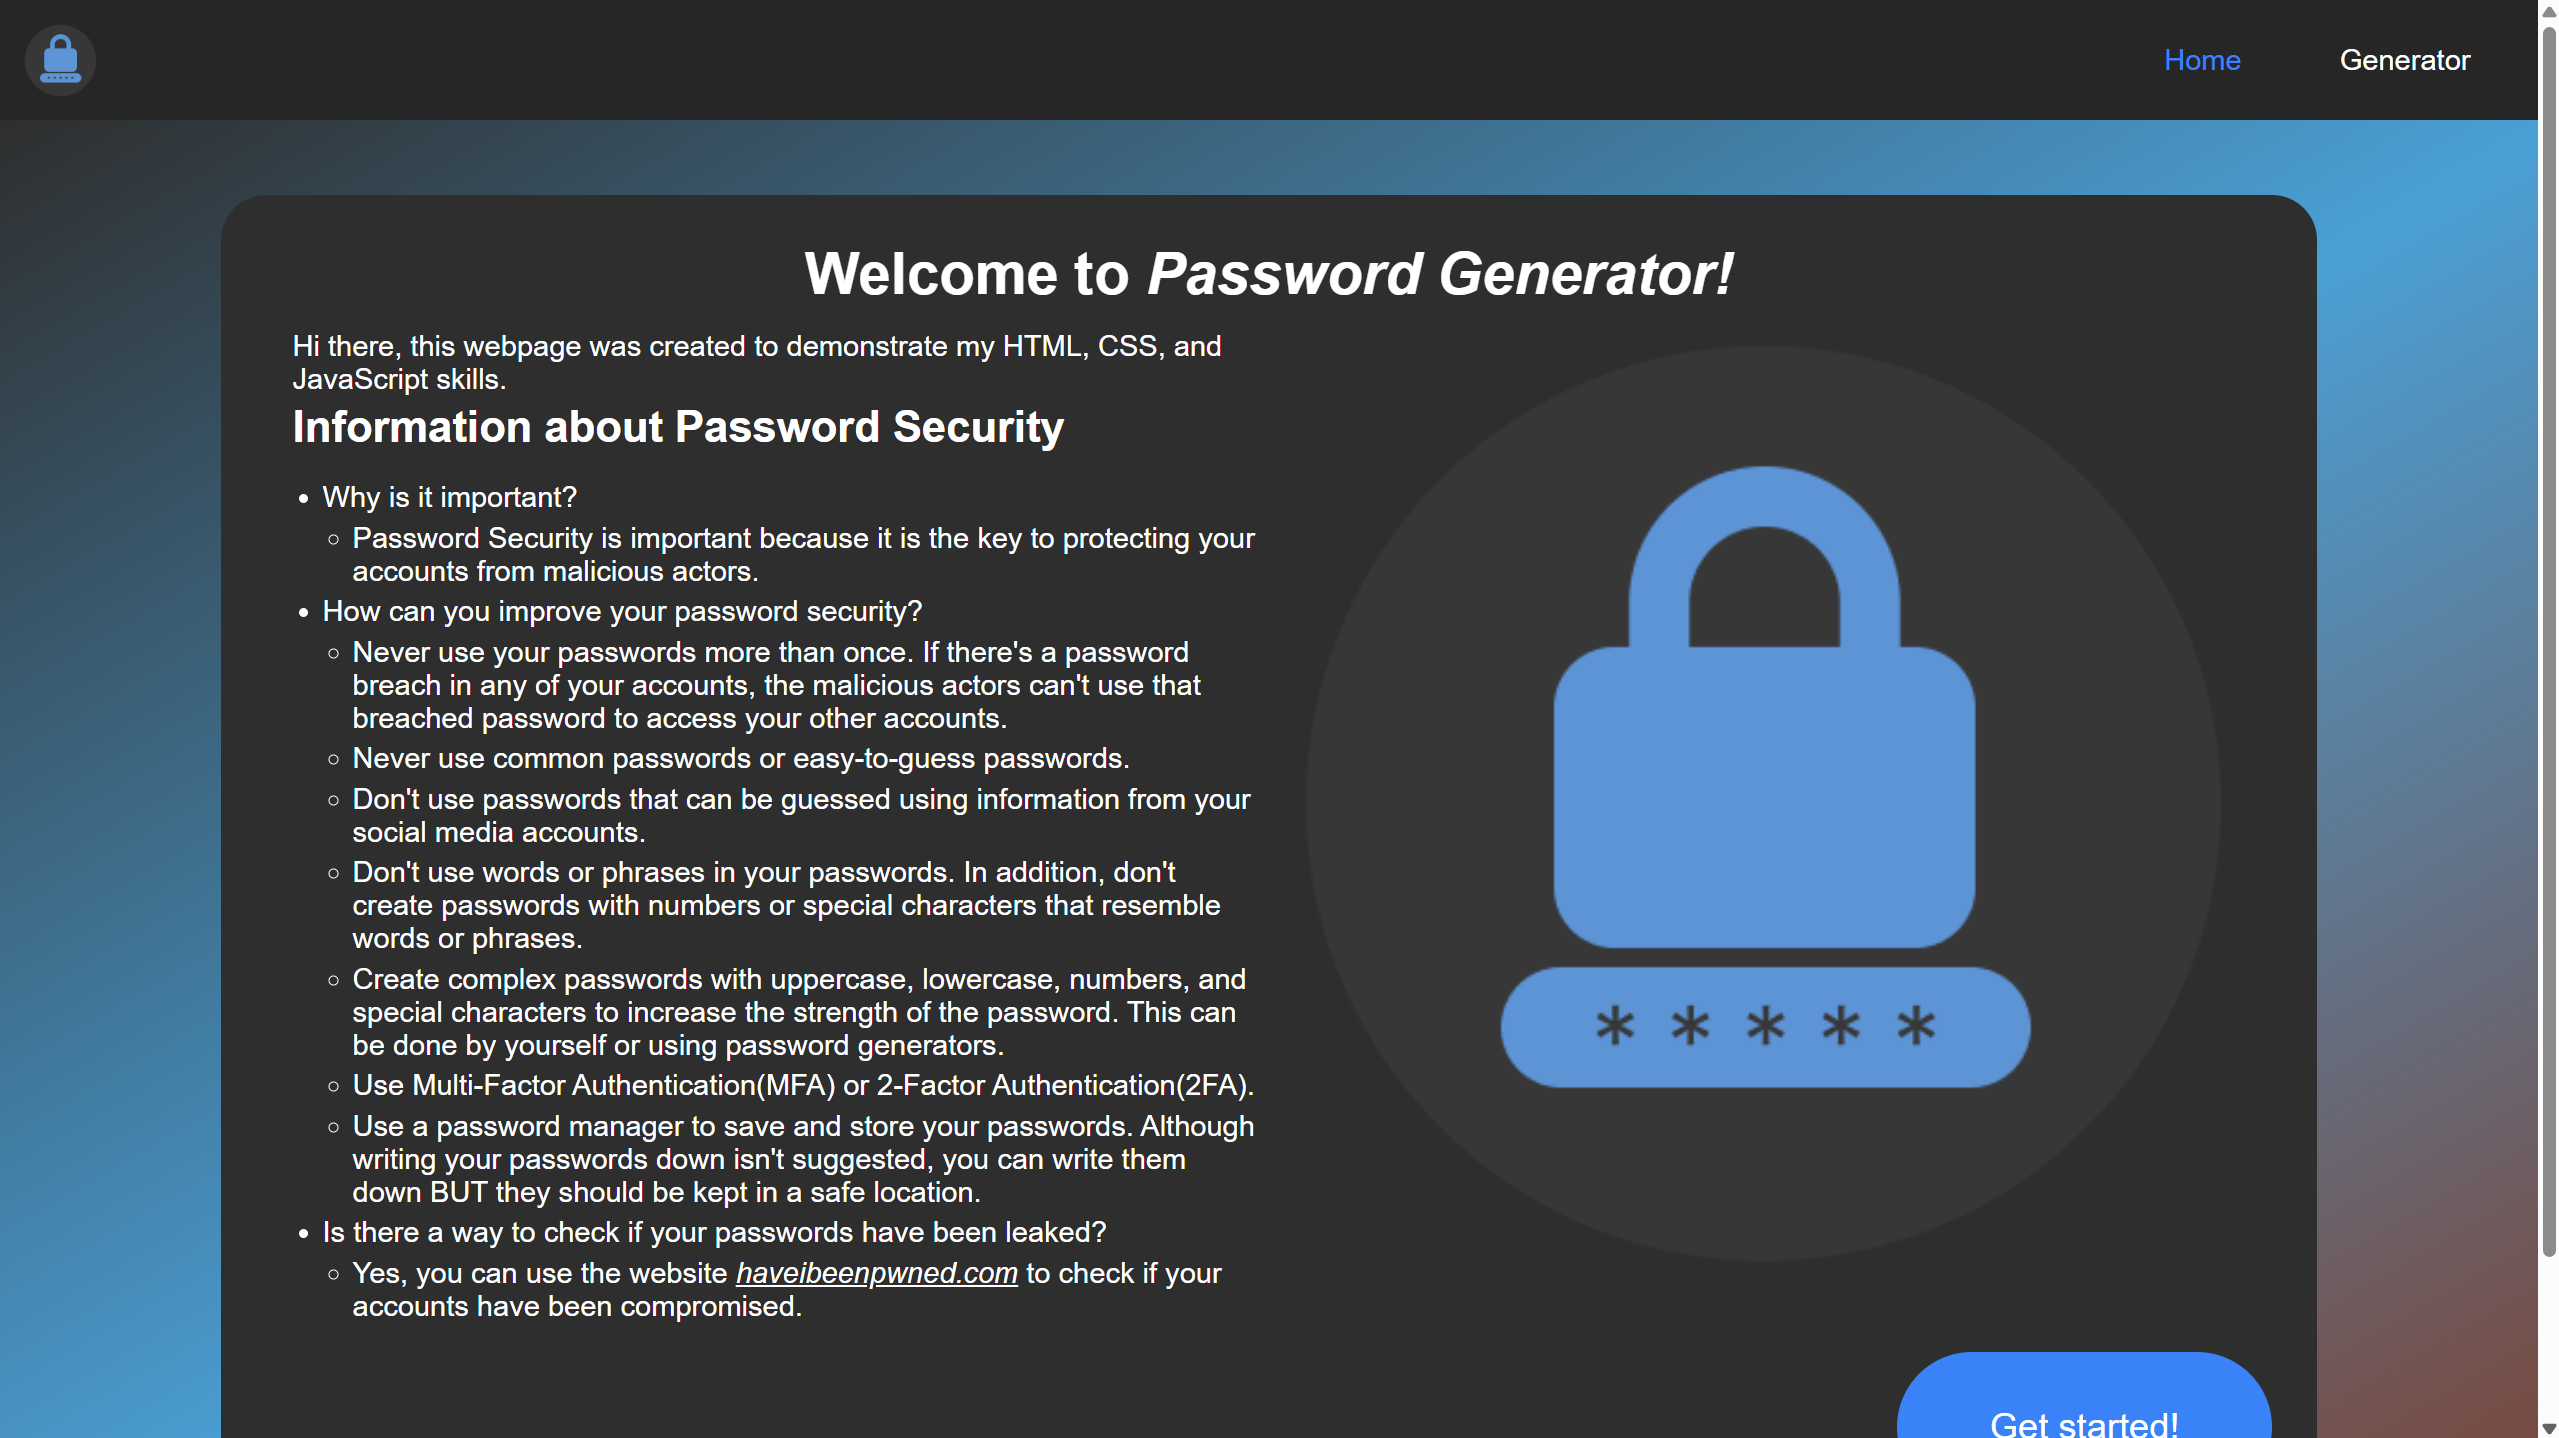 Home Generator
Welcome to Password Generator!
Hi there, this webpage was created to demonstrate my HTML, CSS, and
JavaScript skills.
Information about Password Security
Why is it important?
Password Security is important because it is the key to protecting your
accounts from malicious actors.
How can you improve your password security?
Never use your passwords more than once. If there's a password
breach in any of your accounts, the malicious actors can't use that
breached password to access your other accounts.
Never use common passwords or easy-to-guess passwords.
Don't use passwords that can be guessed using information from your
social media accounts.
Don't use words or phrases in your passwords. In addition, don't
create passwords with numbers or special characters that resemble
words or phrases.
Create complex passwords with uppercase, lowercase, numbers, and
special characters to increase the strength of the password. This can
be done by yourself or using password generators.
Use Multi-Factor Authentication(MFA) or 2-Factor Authentication(2FA).
Use a password manager to save and store your passwords. Although
writing your passwords down isn't suggested, you can write them
down BUT they should be kept in a safe location.
Is there a way to check if your passwords have been leaked?
Yes, you can use the website haveibeenpwned.com to check if your
accounts have been compromised.
* * * * *
Get started!